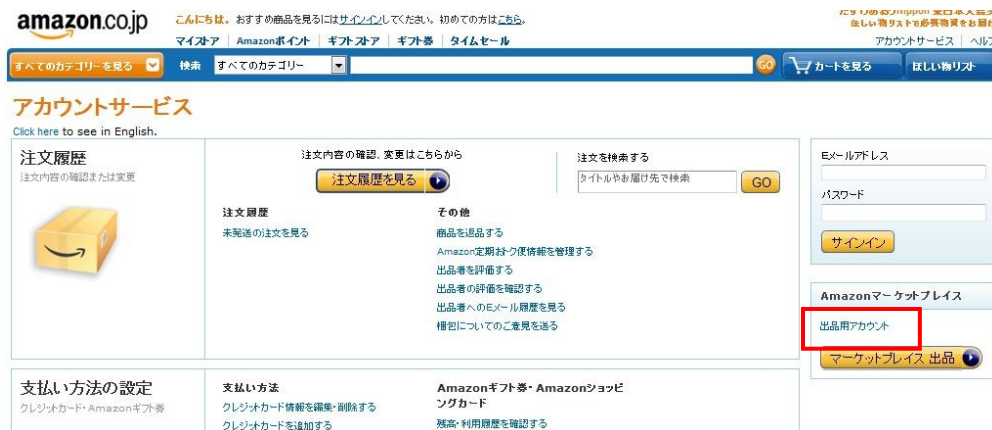 amazon.co.jp
こんにちは。おすすめ商品を見るにはサインインしてください。初めての方はこちら。
ほしい物リストで必要物資をお届
マイストア | Amazonポイント | ギフトストア | ギフト券 | タイムセール
アカウントサービス | ヘル
すべてのカテゴリーを見る 検索 すべてのカテゴリー GO カートを見る ほしい物リスト
アカウントサービス
Click here to see in English.
注文履歴
注文内容の確認または変更
注文内容の確認、変更はこちらから
注文履歴を見る
注文を検索する
タイトルやお届け先で検索 GO
注文履歴
未発送の注文を見る
その他
商品を返品する
Amazon定期おトク便情報を管理する
出品者を評価する
出品者の評価を確認する
出品者へのEメール履歴を見る
梱包についてのご意見を送る
Eメールアドレス
パスワード
サインイン
Amazonマーケットプレイス
出品用アカウント
マーケットプレイス 出品
支払い方法の設定
クレジットカード・Amazonギフト券
支払い方法
クレジットカード情報を編集・削除する
クレジットカードを追加する
Amazonギフト券・Amazonショッピ
ングカード
残高・利用履歴を確認する